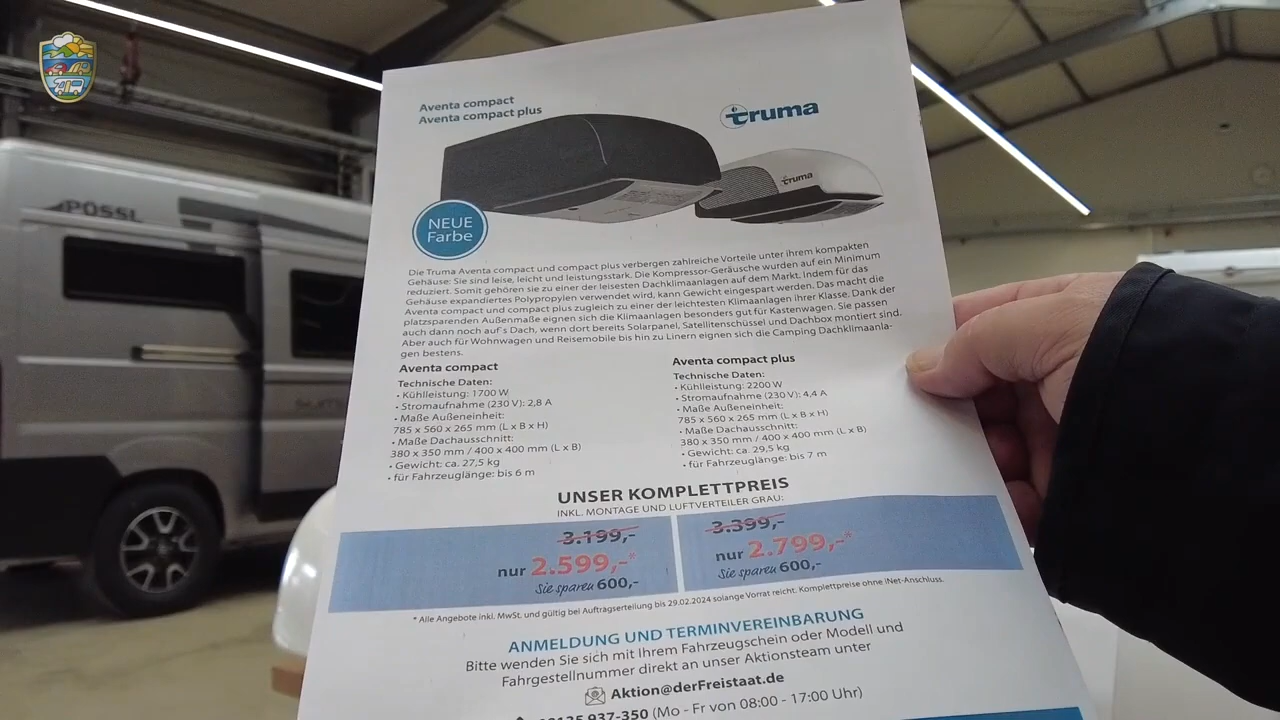 PÖSSL
Aventa compact
Aventa compact plus
truma
truma
NEUE
Farbe
Die Truma Aventa compact und compact plus verbergen zahlreiche Vorteile unter ihrem kompakten
Gehäuse: Sie sind leise, leicht und leistungsstark. Die Kompressor-Geräusche wurden auf ein Minimum
reduziert. Somit gehören sie zu einer der leisesten Dachklimaanlagen auf dem Markt. Indem für das
Gehäuse expandiertes Polypropylen verwendet wird, kann Gewicht eingespart werden. Das macht die
Aventa compact und compact plus zugleich zu einer der leichtesten Klimaanlagen ihrer Klasse. Dank der
platzsparenden Außenmaße eignen sich die Klimaanlagen besonders gut für Kastenwagen. Sie passen
auch dann noch auf's Dach, wenn dort bereits Solarpanel, Satellitenschüssel und Dachbox montiert sind.
Aber auch für Wohnwagen und Reisemobile bis hin zu Linern eignen sich die Camping Dachklimaanla-
gen bestens.
Aventa compact
Technische Daten:
• Kühlleistung: 1700 W
• Stromaufnahme (230 V): 2,8 A
• Maße Außeneinheit:
785 x 560 x 265 mm (L x B x H)
• Maße Dachausschnitt:
380 x 350 mm / 400 x 400 mm (L x B)
• Gewicht: ca. 27,5 kg
• für Fahrzeuglänge: bis 6 m
Aventa compact plus
Technische Daten:
• Kühlleistung: 2200 W
• Stromaufnahme (230 V): 4,4 A
• Maße Außeneinheit:
785 x 560 x 265 mm (L x B x H)
• Maße Dachausschnitt:
380 x 350 mm / 400 x 400 mm (L x B)
• Gewicht: ca. 29,5 kg
• für Fahrzeuglänge: bis 7 m
UNSER KOMPLETTPREIS
INKL. MONTAGE UND LUFTVERTEILER GRAU:
3.199,-
nur 2.599,-*
Sie sparen 600,-
3.399,-
nur 2.799,-*
Sie sparen 600,-
* Alle Angebote inkl. MwSt. und gültig bei Auftragserteilung bis 29.02.2024 solange Vorrat reicht. Komplettpreise ohne iNet-Anschluss.
ANMELDUNG UND TERMINVEREINBARUNG
Bitte wenden Sie sich mit Ihrem Fahrzeugschein oder Modell und
Fahrgestellnummer direkt an unser Aktionsteam unter
Aktion@derFreistaat.de
08135 937-350 (Mo - Fr von 08:00 - 17:00 Uhr)